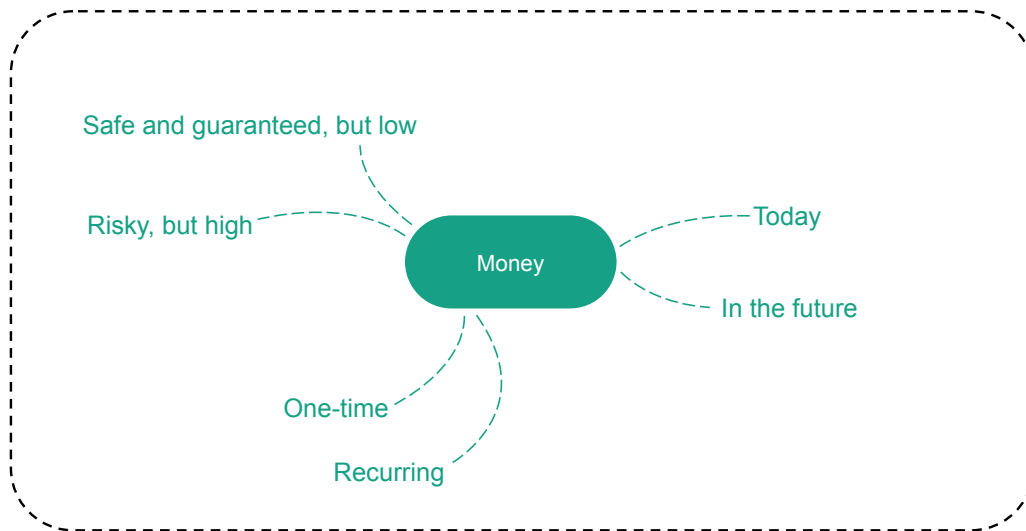 Safe and guaranteed, but low
Risky, but high
Today
Money
In the future
One-time
Recurring